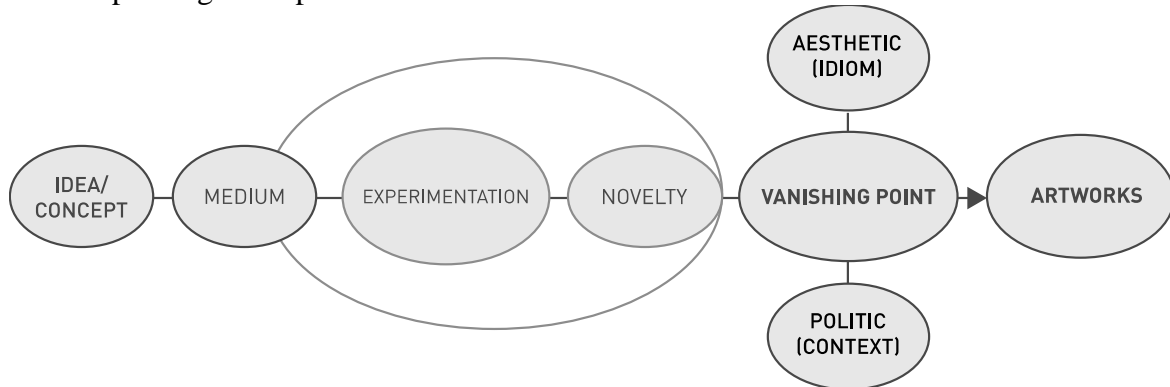 AESTHETIC
(IDIOM)
IDEA/
CONCEPT
MEDIUM
EXPERIMENTATION
NOVELTY
VANISHING POINT
ARTWORKS
POLITIC
(CONTEXT)